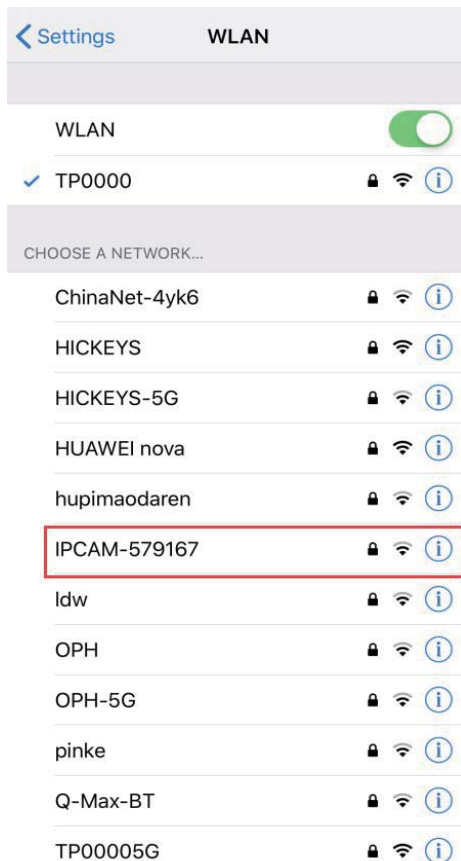 Settings WLAN
WLAN
TP0000
CHOOSE A NETWORK...
ChinaNet-4yk6
HICKEYS
HICKEYS-5G
HUAWEI nova
hupimaodaren
IPCAM-579167
ldw
OPH
OPH-5G
pinke
Q-Max-BT
TP00005G